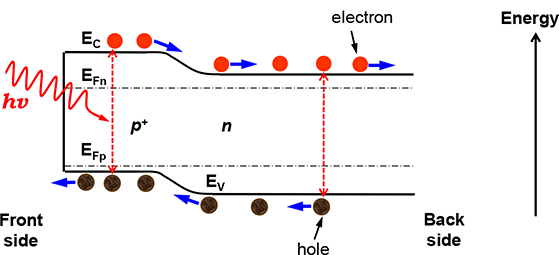 electron
Energy
E_C
E_Fn
hν
p⁺ n
E_Fp
E_V
Front
side
Back
side
hole